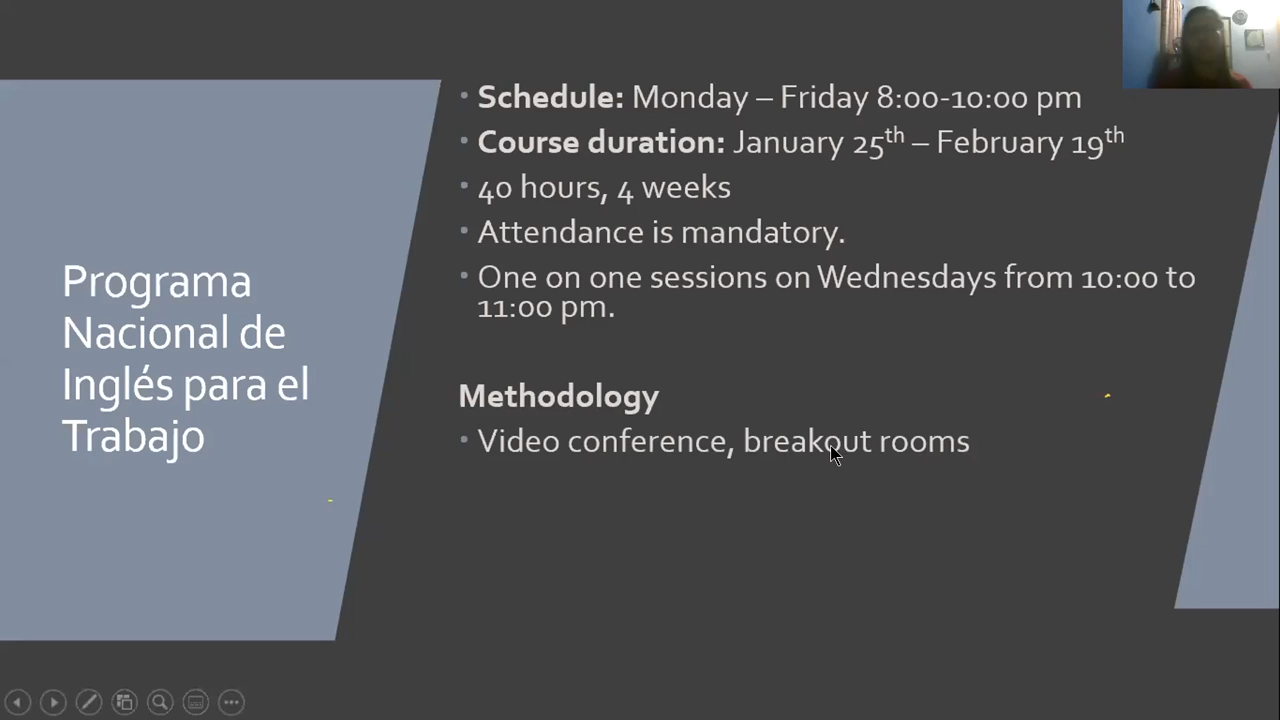 Programa
Nacional de
Inglés para el
Trabajo
Schedule: Monday – Friday 8:00-10:00 pm
Course duration: January 25th – February 19th
40 hours, 4 weeks
Attendance is mandatory.
One on one sessions on Wednesdays from 10:00 to
11:00 pm.
Methodology
Video conference, breakout rooms